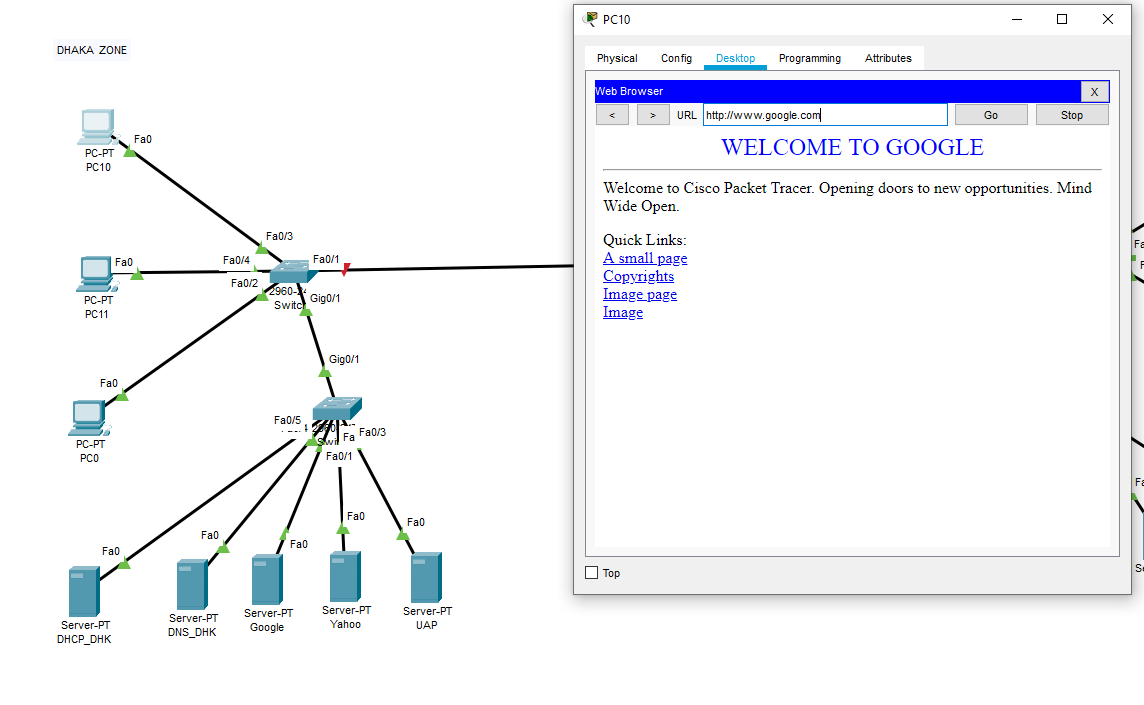 PC10
DHAKA ZONE
Physical Config Desktop Programming Attributes
Web Browser X
< > URL http://www.google.com Go Stop
WELCOME TO GOOGLE
Welcome to Cisco Packet Tracer. Opening doors to new opportunities. Mind
Wide Open.
Quick Links:
A small page
Copyrights
Image page
Image
Top
Fa0
PC-PT
PC10
Fa0/3
Fa0/4
Fa0/1
Fa0
Fa0/2
PC-PT
PC11
2960-2
Switc
Gig0/1
Gig0/1
Fa0
PC-PT
PC0
Fa0/5
Fa0/3
Fa
Swit
Fa0/1
Fa0
Fa0
Fa0
Fa0
Fa0
Server-PT
DHCP_DHK
Server-PT
DNS_DHK
Server-PT
Google
Server-PT
Yahoo
Server-PT
UAP